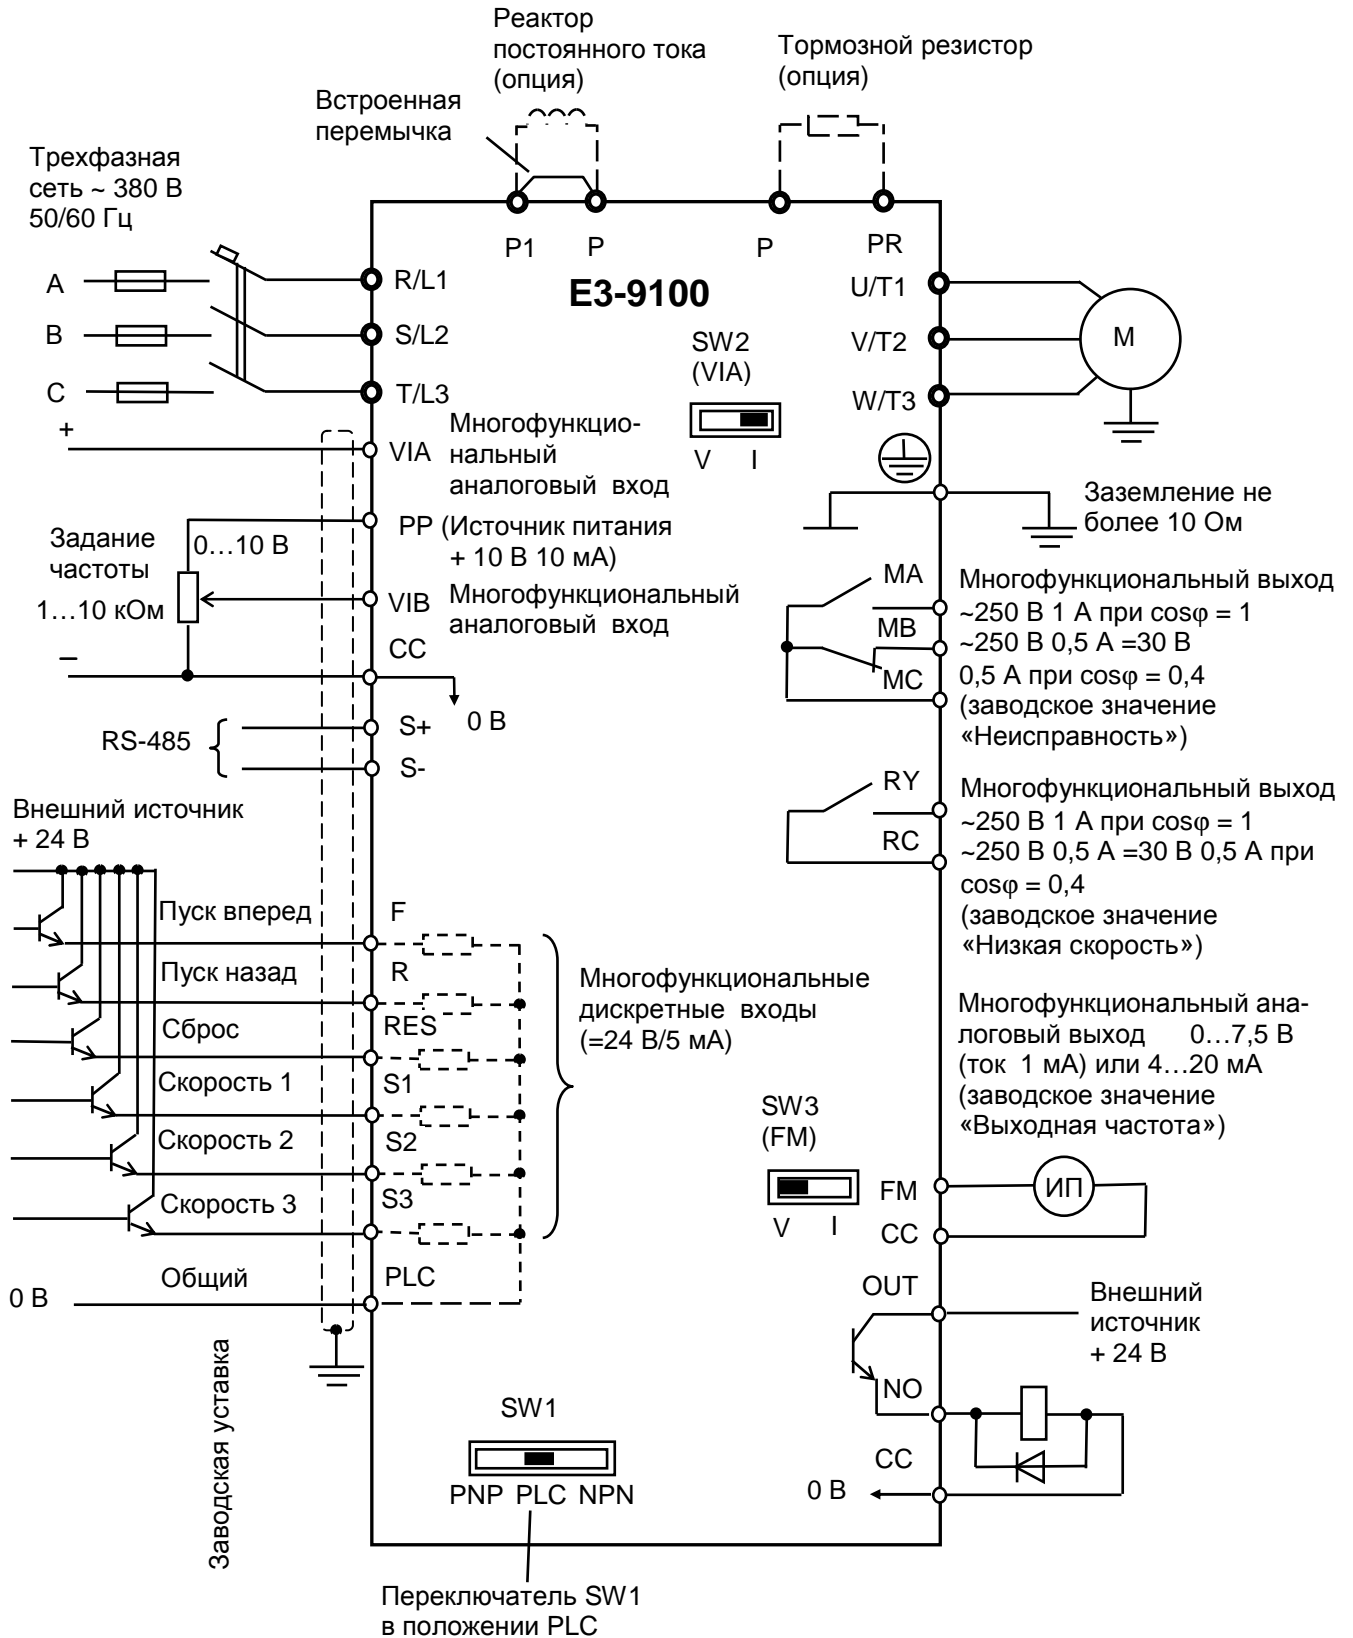 Реактор
постоянного тока
(опция)
Тормозной резистор
(опция)
Встроенная
перемычка
Трехфазная
сеть ~ 380 В
50/60 Гц
P1
P
P
PR
E3-9100
A
R/L1
U/T1
B
S/L2
V/T2
C
T/L3
W/T3
M
SW2
(VIA)
V
I
+
VIA
Многофункцио-
нальный
аналоговый вход
Заземление не
более 10 Ом
Задание
частоты
1…10 кОм
0…10 В
PP
(Источник питания
+ 10 В 10 мА)
VIB
Многофункциональный
аналоговый вход
–
CC
0 В
RS-485
S+
S-
MA
MB
MC
Многофункциональный выход
~250 В 1 А при cosφ = 1
~250 В 0,5 А =30 В
0,5 А при cosφ = 0,4
(заводское значение
«Неисправность»)
RY
RC
Многофункциональный выход
~250 В 1 А при cosφ = 1
~250 В 0,5 А =30 В 0,5 А при
cosφ = 0,4
(заводское значение
«Низкая скорость»)
Внешний источник
+ 24 В
Пуск вперед
F
Пуск назад
R
Сброс
RES
Скорость 1
S1
Скорость 2
S2
Скорость 3
S3
Общий
PLC
0 В
Многофункциональные
дискретные входы
(=24 В/5 мА)
Многофункциональный ана-
логовый выход 0…7,5 В
(ток 1 мА) или 4…20 мА
(заводское значение
«Выходная частота»)
SW3
(FM)
V
I
FM
ИП
CC
OUT
Внешний
источник
+ 24 В
NO
CC
0 В
Заводская уставка
SW1
PNP PLC NPN
Переключатель SW1
в положении PLC